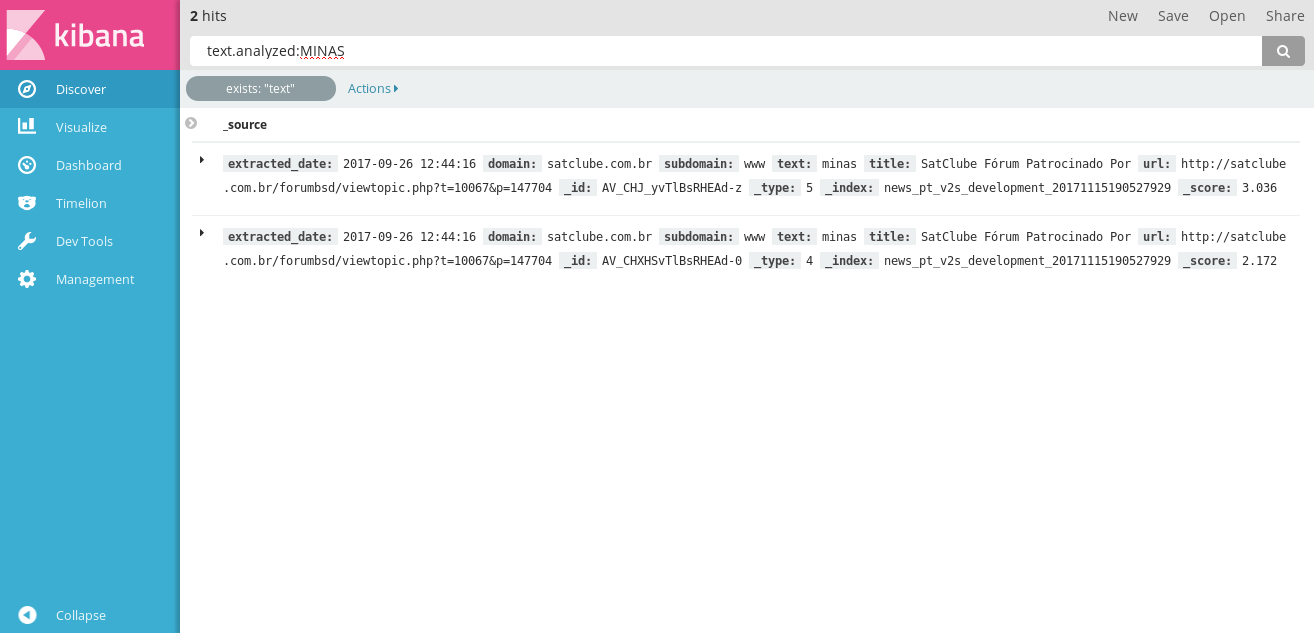 kibana
2 hits
New Save Open Share
text.analyzed:MINAS
Discover
exists: "text" Actions
Visualize
_source
Dashboard
extracted_date: 2017-09-26 12:44:16 domain: satclube.com.br subdomain: www text: minas title: SatClube Fórum Patrocinado Por url: http://satclube
.com.br/forumbsd/viewtopic.php?t=10067&p=147704 _id: AV_CHJ_yvTlBsRHEAd-z _type: 5 _index: news_pt_v2s_development_20171115190527929 _score: 3.036
Timelion
Dev Tools
extracted_date: 2017-09-26 12:44:16 domain: satclube.com.br subdomain: www text: minas title: SatClube Fórum Patrocinado Por url: http://satclube
.com.br/forumbsd/viewtopic.php?t=10067&p=147704 _id: AV_CHXHSvTlBsRHEAd-0 _type: 4 _index: news_pt_v2s_development_20171115190527929 _score: 2.172
Management
Collapse